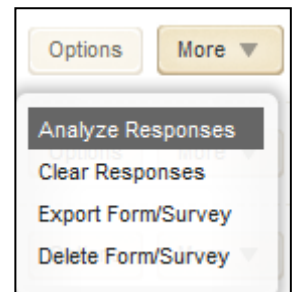 Options More ▼
Analyze Responses
Clear Responses
Export Form/Survey
Delete Form/Survey